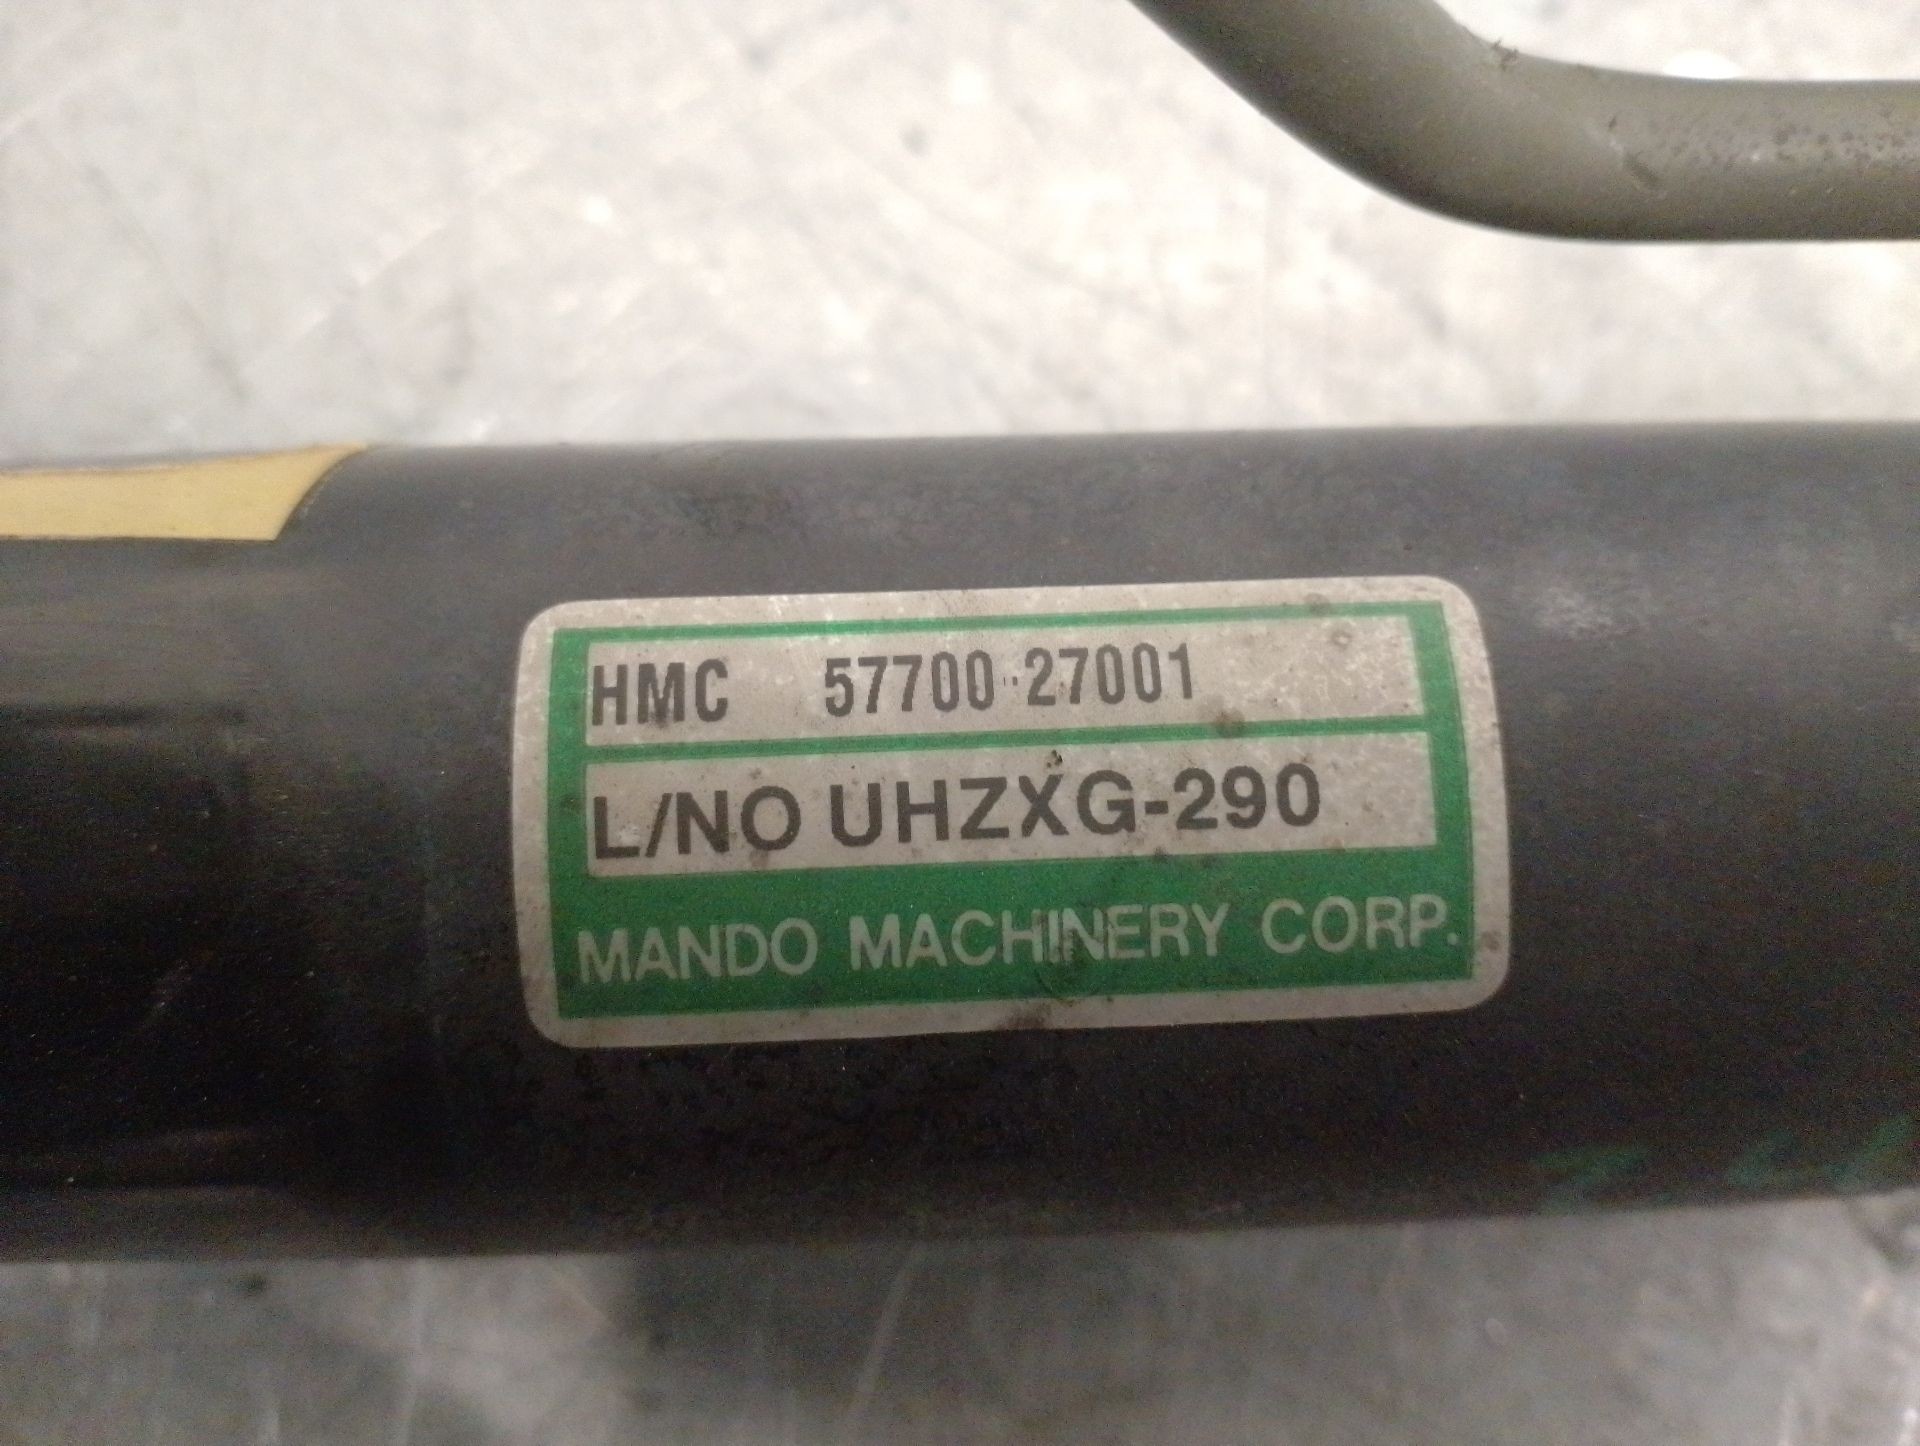 HMC 57700-27001
L/NO UHZXG-290
MANDO MACHINERY CORP.